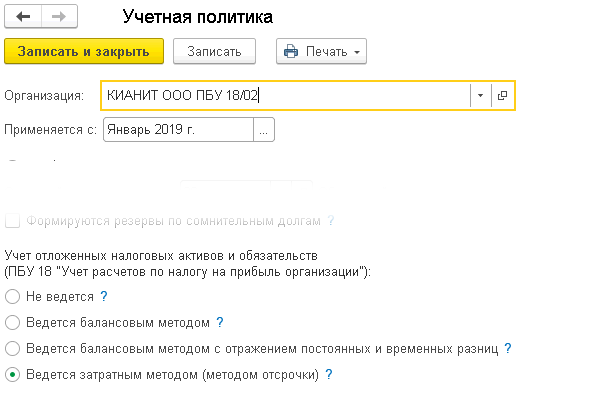 Учетная политика
Записать и закрыть Записать Печать
Организация: КИАНИТ ООО ПБУ 18/02
Применяется с: Январь 2019 г. ...
Формируются резервы по сомнительным долгам ?
Учет отложенных налоговых активов и обязательств
(ПБУ 18 "Учет расчетов по налогу на прибыль организации"):
Не ведется ?
Ведется балансовым методом ?
Ведется балансовым методом с отражением постоянных и временных разниц ?
Ведется затратным методом (методом отсрочки) ?